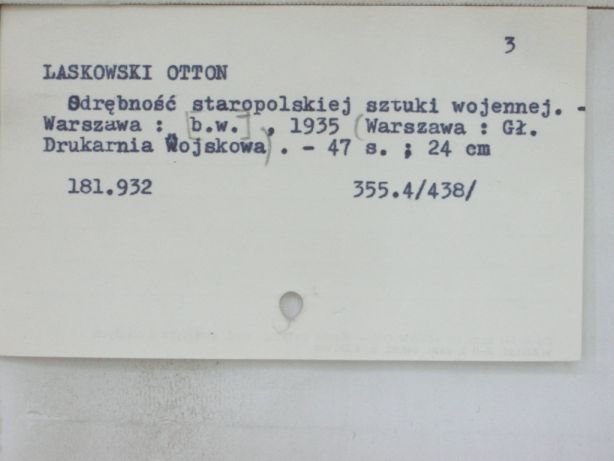 3
LASKOWSKI OTTON
Odrębność staropolskiej sztuki wojennej. -
Warszawa : [b.w.] , 1935 (Warszawa : Gł.
Drukarnia Wojskowa) . - 47 s. ; 24 cm
181.932 355.4/438/